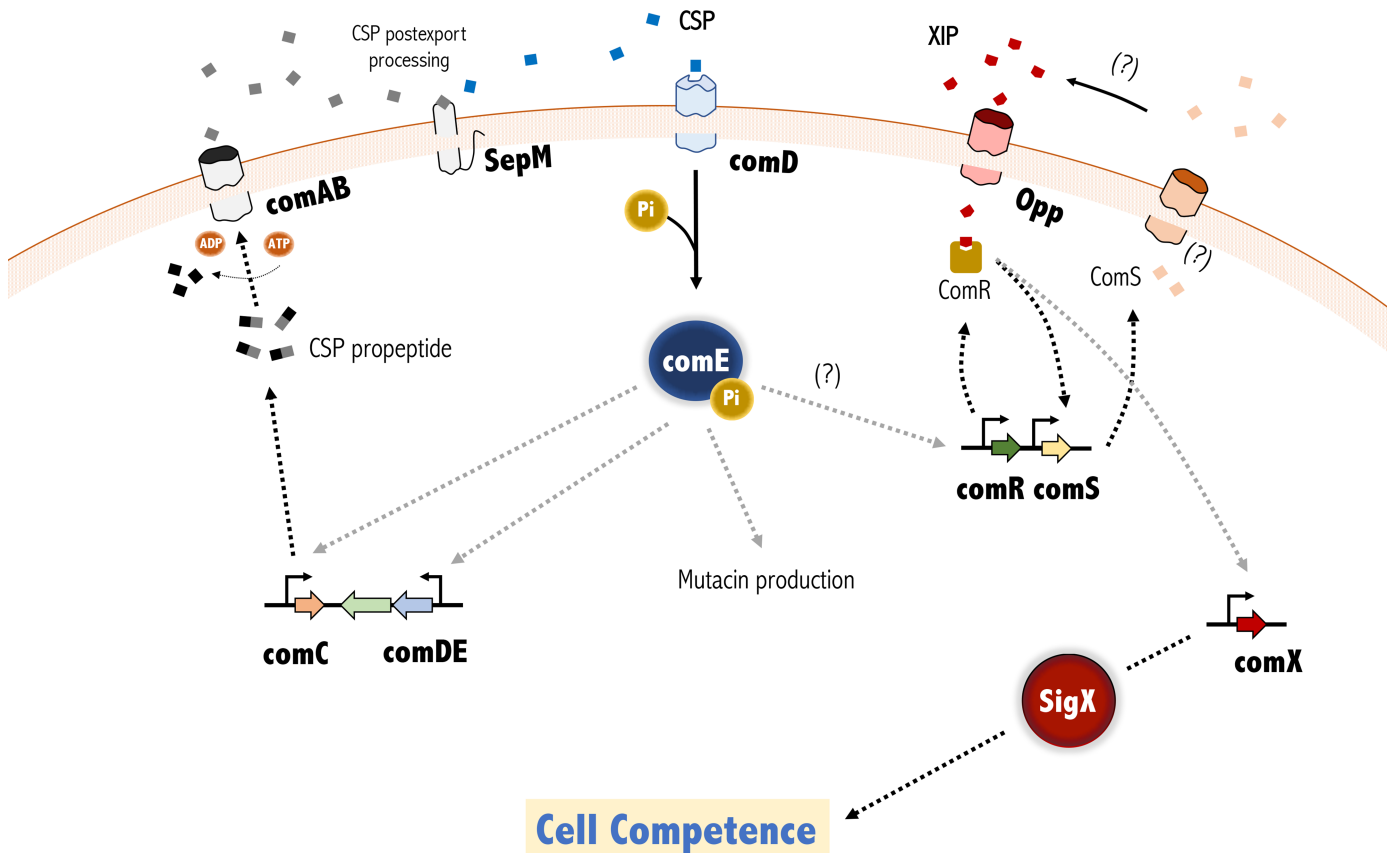 CSP postexport
processing
CSP
XIP
(?)
SepM
comD
comAB
Opp
Pi
ADP
ATP
(?)
ComR
ComS
CSP propeptide
comE
Pi
(?)
comR comS
Mutacin production
comC
comDE
comX
SigX
Cell Competence